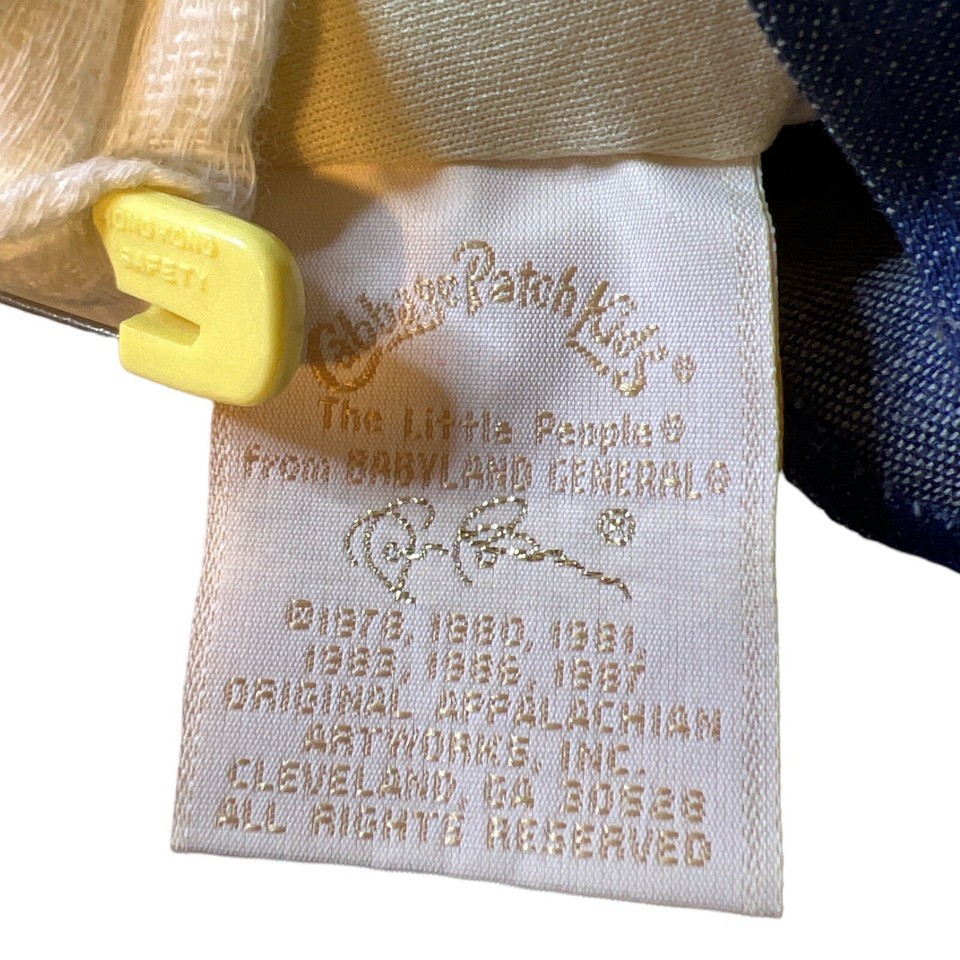 HONG KONG
SAFETY
Cabbage Patch Kids®
The Little People®
from BABYLAND GENERAL®
®
©1978, 1980, 1981,
1983, 1986, 1987
ORIGINAL APPALACHIAN
ARTWORKS, INC.
CLEVELAND, GA 30528
ALL RIGHTS RESERVED